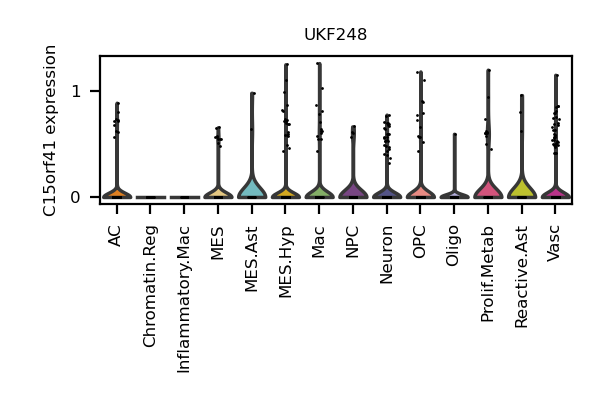 UKF248
C15orf41 expression
1
0
AC
Chromatin.Reg
Inflammatory.Mac
MES
MES.Ast
MES.Hyp
Mac
NPC
Neuron
OPC
Oligo
Prolif.Metab
Reactive.Ast
Vasc